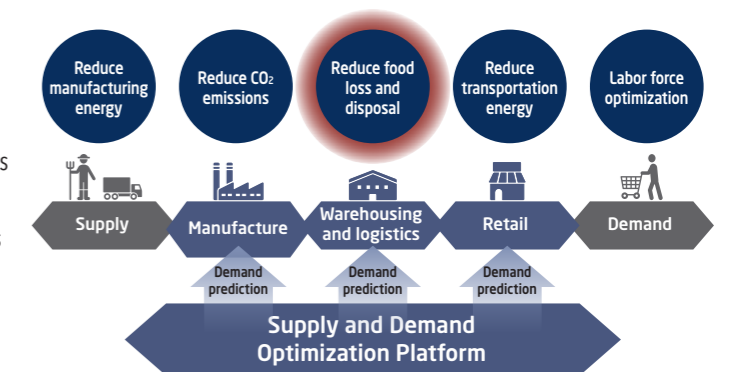 Reduce
manufacturing
energy
Reduce CO₂
emissions
Reduce food
loss and
disposal
Reduce
transportation
energy
Labor force
optimization
s
s
Supply
Manufacture
Warehousing
and logistics
Retail
Demand
Demand
prediction
Demand
prediction
Demand
prediction
Supply and Demand
Optimization Platform